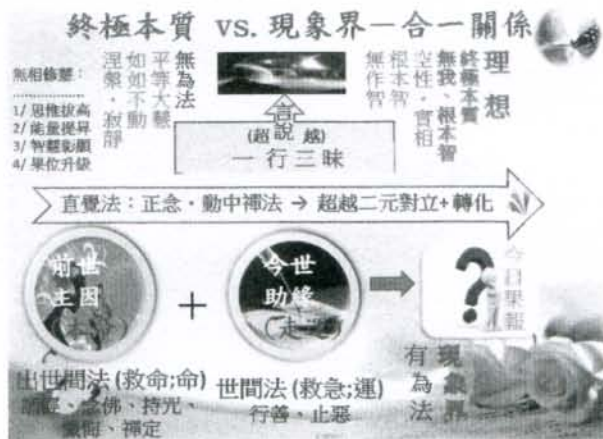 終極本質 vs. 現象界－合一關係
無相修慧：
1/ 思惟拔高
2/ 能量提昇
3/ 智慧彰顯
4/ 果位升級
無為法
平等大慧
如如不動
涅槃‧寂靜
理想
終極本質
無我、根本智
空性‧實相
根本智
無作智
言說
(超越)
一行三昧
直覺法：正念‧動中禪法 → 超越二元對立+轉化
前世
主因
+
今世
助緣
?
今日果報
現象界
有為法
出世間法 (救命;命)
念佛、持咒、
禪定
世間法 (救急;運)
行善、止惡